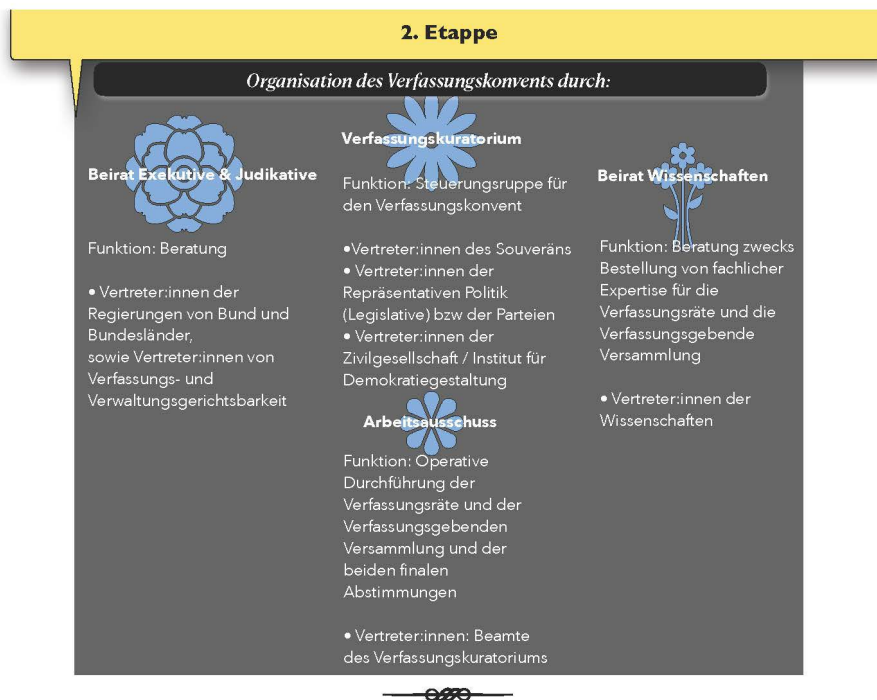 2. Etappe
Organisation des Verfassungskonvents durch:
Beirat Exekutive & Judikative
Funktion: Beratung
• Vertreter:innen der
Regierungen von Bund und
Bundesländer,
sowie Vertreter:innen von
Verfassungs- und
Verwaltungsgerichtsbarkeit
Verfassungskuratorium
Funktion: Steuerungsruppe für
den Verfassungskonvent
•Vertreter:innen des Souveräns
• Vertreter:innen der
Repräsentativen Politik
(Legislative) bzw der Parteien
• Vertreter:innen der
Zivilgesellschaft / Institut für
Demokratiegestaltung
Arbeitsausschuss
Funktion: Operative
Durchführung der
Verfassungsräte und der
Verfassungsgebenden
Versammlung und der
beiden finalen
Abstimmungen
• Vertreter:innen: Beamte
des Verfassungskuratoriums
Beirat Wissenschaften
Funktion: Beratung zwecks
Bestellung von fachlicher
Expertise für die
Verfassungsräte und die
Verfassungsgebende
Versammlung
• Vertreter:innen der
Wissenschaften